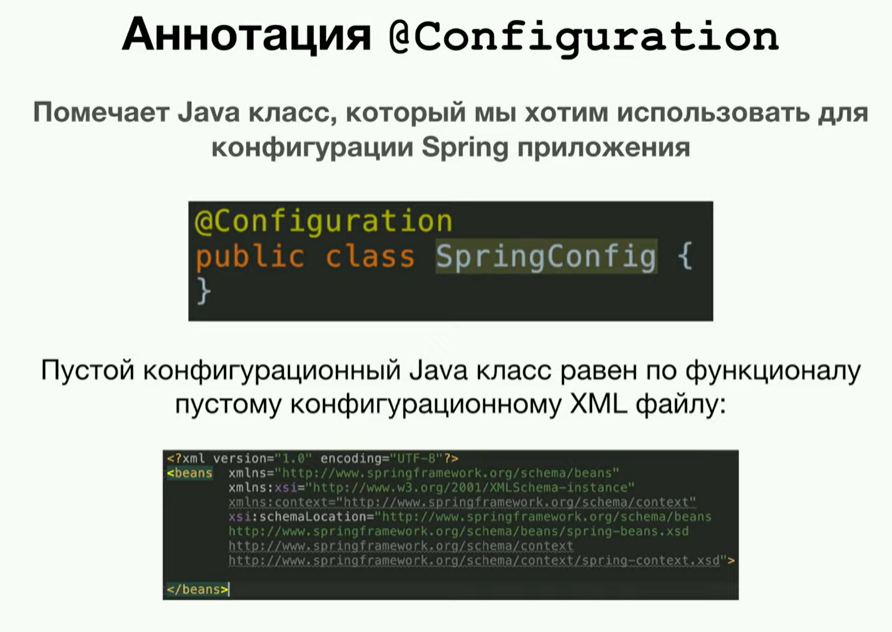 Аннотация @Configuration
Помечает Java класс, который мы хотим использовать для
конфигурации Spring приложения
@Configuration
public class SpringConfig {
}
Пустой конфигурационный Java класс равен по функционалу
пустому конфигурационному XML файлу:
<?xml version="1.0" encoding="UTF-8"?>
<beans xmlns="http://www.springframework.org/schema/beans"
xmlns:xsi="http://www.w3.org/2001/XMLSchema-instance"
xmlns:context="http://www.springframework.org/schema/context"
xsi:schemaLocation="http://www.springframework.org/schema/beans
http://www.springframework.org/schema/beans/spring-beans.xsd
http://www.springframework.org/schema/context
http://www.springframework.org/schema/context/spring-context.xsd">
</beans>